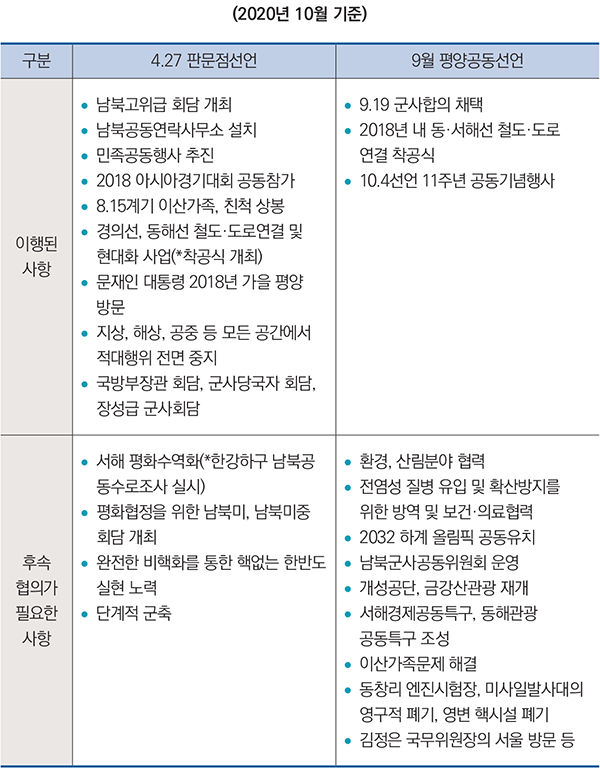 (2020년 10월 기준)
구분
4.27 판문점선언
9월 평양공동선언
이행된
사항
• 남북고위급 회담 개최
• 남북공동연락사무소 설치
• 민족공동행사 추진
• 2018 아시아경기대회 공동참가
• 8.15계기 이산가족, 친척 상봉
• 경의선, 동해선 철도·도로연결 및
현대화 사업(*착공식 개최)
• 문재인 대통령 2018년 가을 평양
방문
• 지상, 해상, 공중 등 모든 공간에서
적대행위 전면 중지
• 국방부장관 회담, 군사당국자 회담,
장성급 군사회담
• 9.19 군사합의 채택
• 2018년 내 동·서해선 철도·도로
연결 착공식
• 10.4선언 11주년 공동기념행사
후속
협의가
필요한
사항
• 서해 평화수역화(*한강하구 남북공
동수로조사 실시)
• 평화협정을 위한 남북미, 남북미중
회담 개최
• 완전한 비핵화를 통한 핵없는 한반도
실현 노력
• 단계적 군축
• 환경, 산림분야 협력
• 전염성 질병 유입 및 확산방지를
위한 방역 및 보건·의료협력
• 2032 하계 올림픽 공동유치
• 남북군사공동위원회 운영
• 개성공단, 금강산관광 재개
• 서해경제공동특구, 동해관광
공동특구 조성
• 이산가족문제 해결
• 동창리 엔진시험장, 미사일발사대의
영구적 폐기, 영변 핵시설 폐기
• 김정은 국무위원장의 서울 방문 등